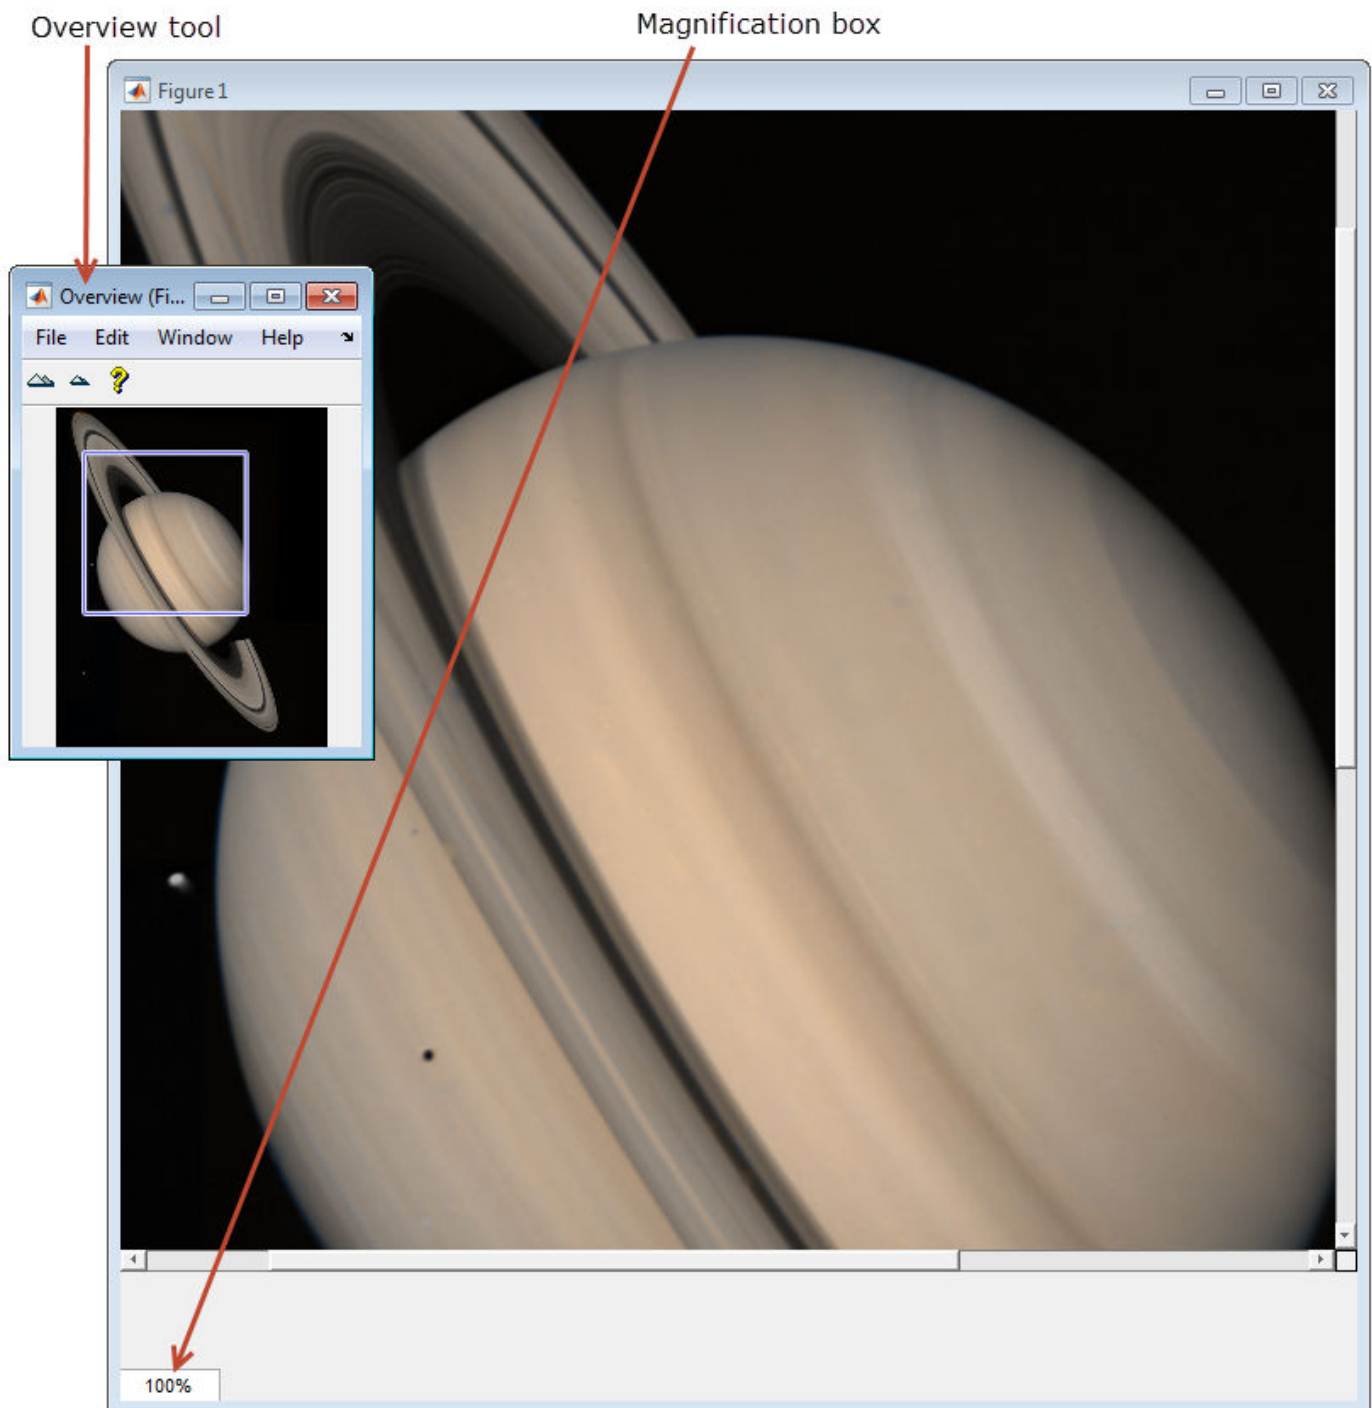 Overview tool
Magnification box
Figure 1
Overview (Fi...
File Edit Window Help
100%